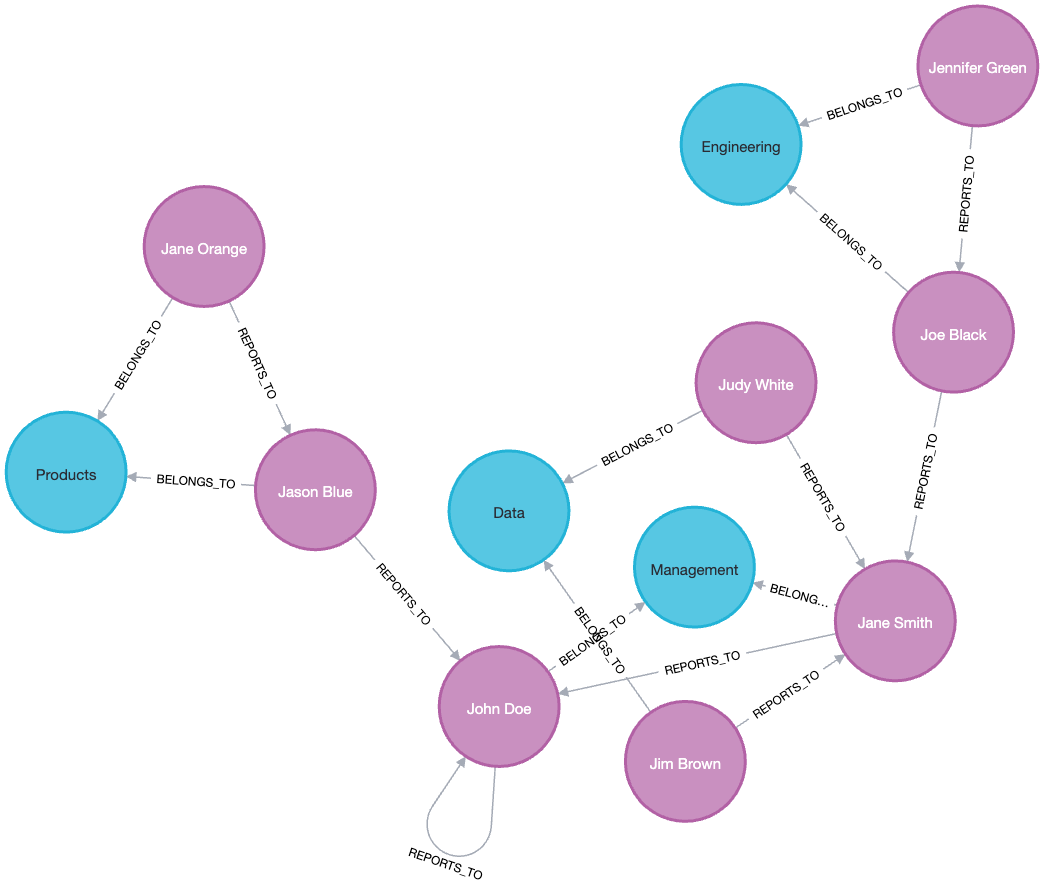 Jennifer Green
BELONGS_TO
Engineering
REPORTS_TO
BELONGS_TO
Jane Orange
Joe Black
BELONGS_TO
REPORTS_TO
Judy White
BELONGS_TO
REPORTS_TO
REPORTS_TO
Products
BELONGS_TO
Jason Blue
Data
Management
BELONG...
REPORTS_TO
Jane Smith
BELONGS_TO
BELONGS_TO
REPORTS_TO
REPORTS_TO
John Doe
Jim Brown
REPORTS_TO